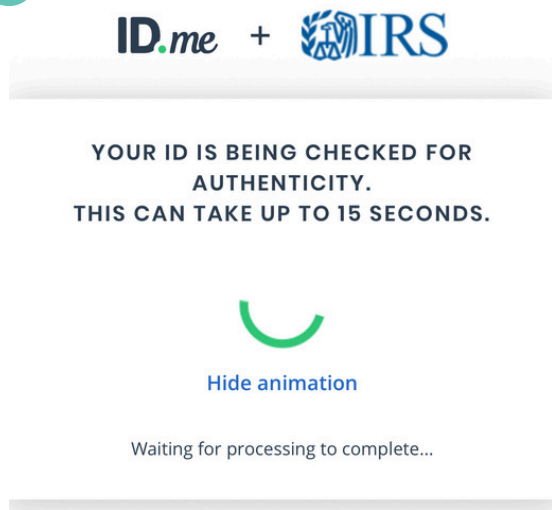 ID.me + IRS
YOUR ID IS BEING CHECKED FOR
AUTHENTICITY.
THIS CAN TAKE UP TO 15 SECONDS.
Hide animation
Waiting for processing to complete...